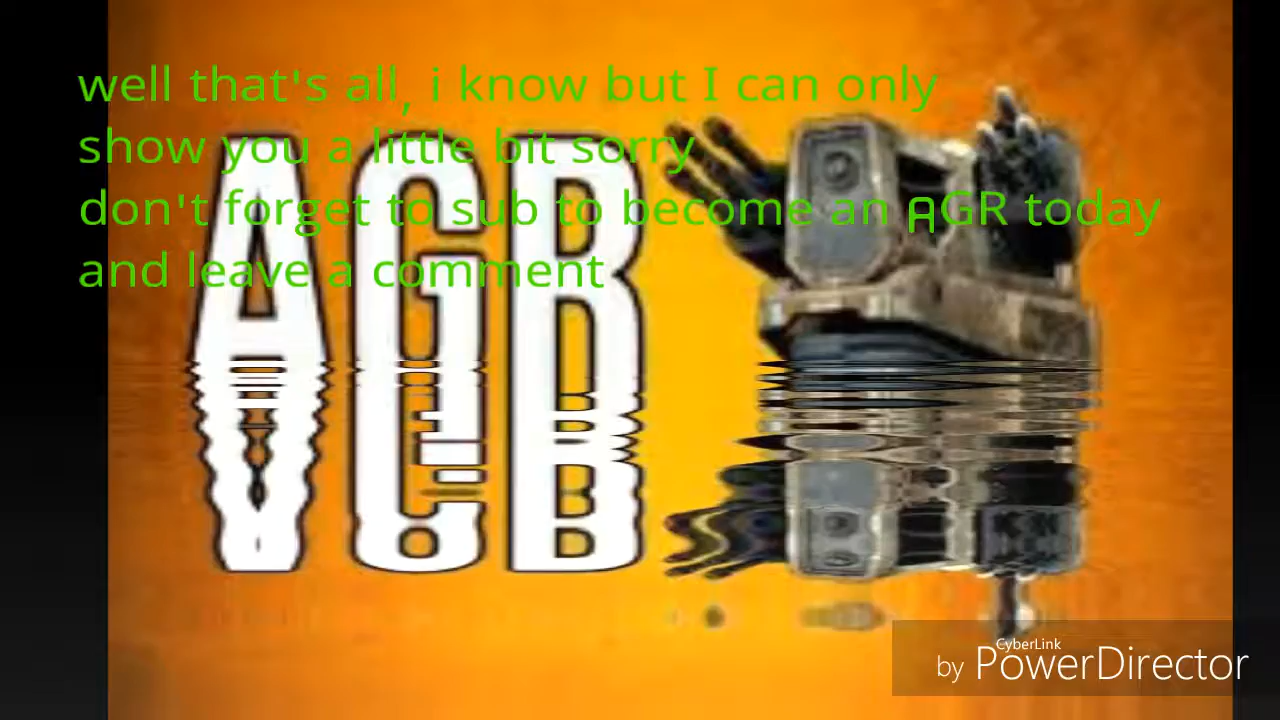 well that's all, i know but I can only
show you a little bit sorry
don't forget to sub to become an AGR today
and leave a comment
AGB
CyberLink
by PowerDirector